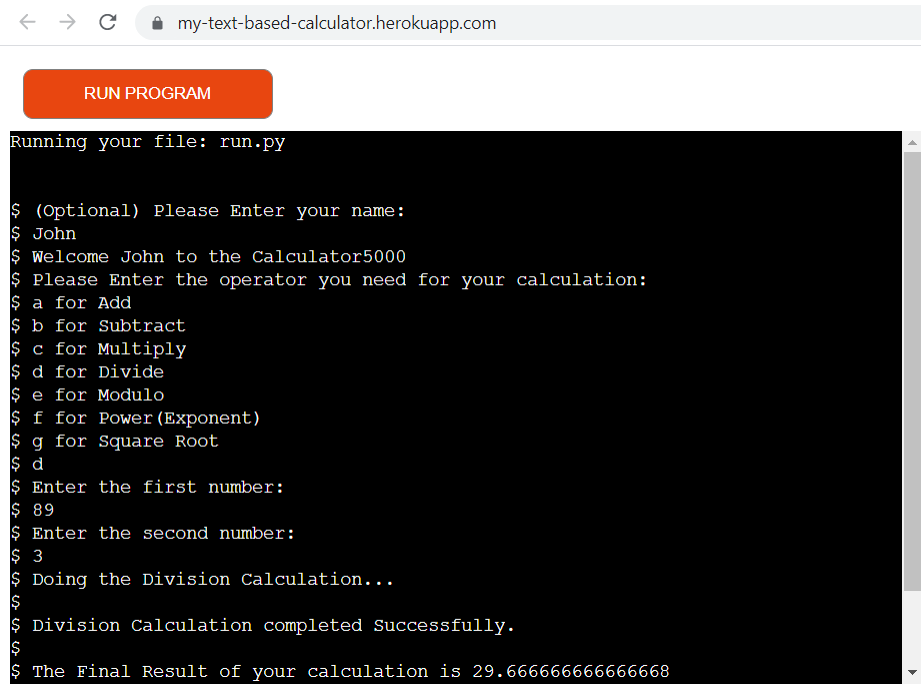 my-text-based-calculator.herokuapp.com
RUN PROGRAM
Running your file: run.py
$ (Optional) Please Enter your name:
$ John
$ Welcome John to the Calculator5000
$ Please Enter the operator you need for your calculation:
$ a for Add
$ b for Subtract
$ c for Multiply
$ d for Divide
$ e for Modulo
$ f for Power(Exponent)
$ g for Square Root
$ d
$ Enter the first number:
$ 89
$ Enter the second number:
$ 3
$ Doing the Division Calculation...
$
$ Division Calculation completed Successfully.
$
$ The Final Result of your calculation is 29.666666666666668